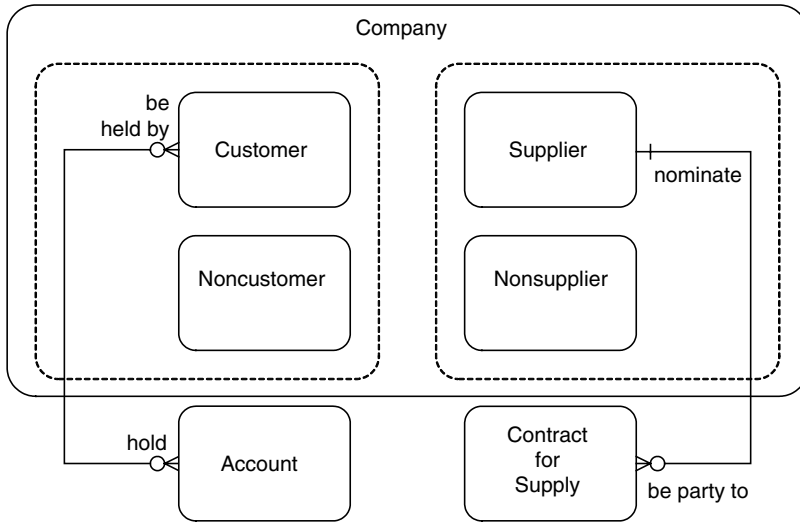 Company
be
held by
Customer
Supplier
nominate
Noncustomer
Nonsupplier
hold
Account
Contract
for
Supply
be party to